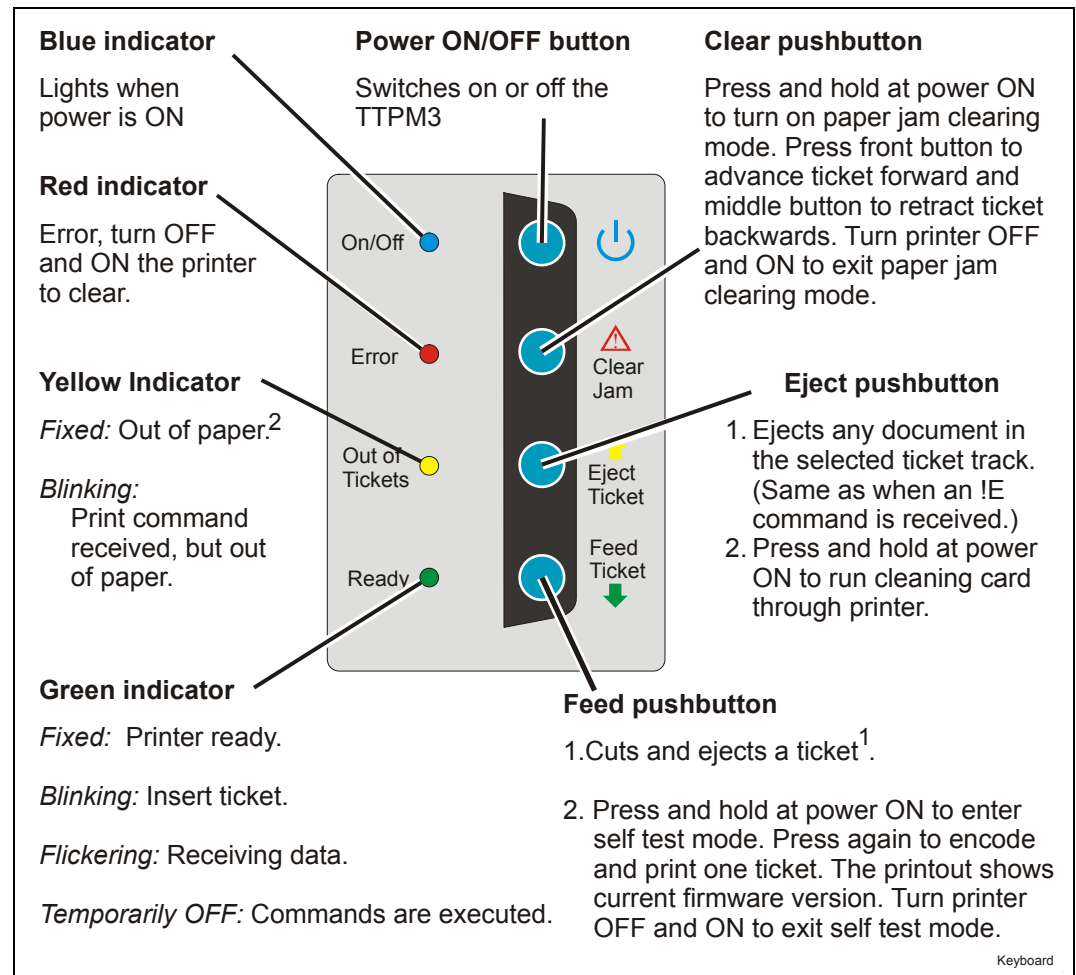 Blue indicator
Lights when
power is ON
Power ON/OFF button
Switches on or off the
TTPM3
Clear pushbutton
Press and hold at power ON
to turn on paper jam clearing
mode. Press front button to
advance ticket forward and
middle button to retract ticket
backwards. Turn printer OFF
and ON to exit paper jam
clearing mode.
Red indicator
Error, turn OFF
and ON the printer
to clear.
Yellow Indicator
Fixed: Out of paper.2
Blinking:
Print command
received, but out
of paper.
On/Off
Error
Clear
Jam
Out of
Tickets
Eject
Ticket
Ready
Feed
Ticket
Eject pushbutton
1. Ejects any document in
the selected ticket track.
(Same as when an !E
command is received.)
2. Press and hold at power
ON to run cleaning card
through printer.
Green indicator
Fixed: Printer ready.
Blinking: Insert ticket.
Flickering: Receiving data.
Temporarily OFF: Commands are executed.
Feed pushbutton
1.Cuts and ejects a ticket1.
2. Press and hold at power ON to enter
self test mode. Press again to encode
and print one ticket. The printout shows
current firmware version. Turn printer
OFF and ON to exit self test mode.
Keyboard